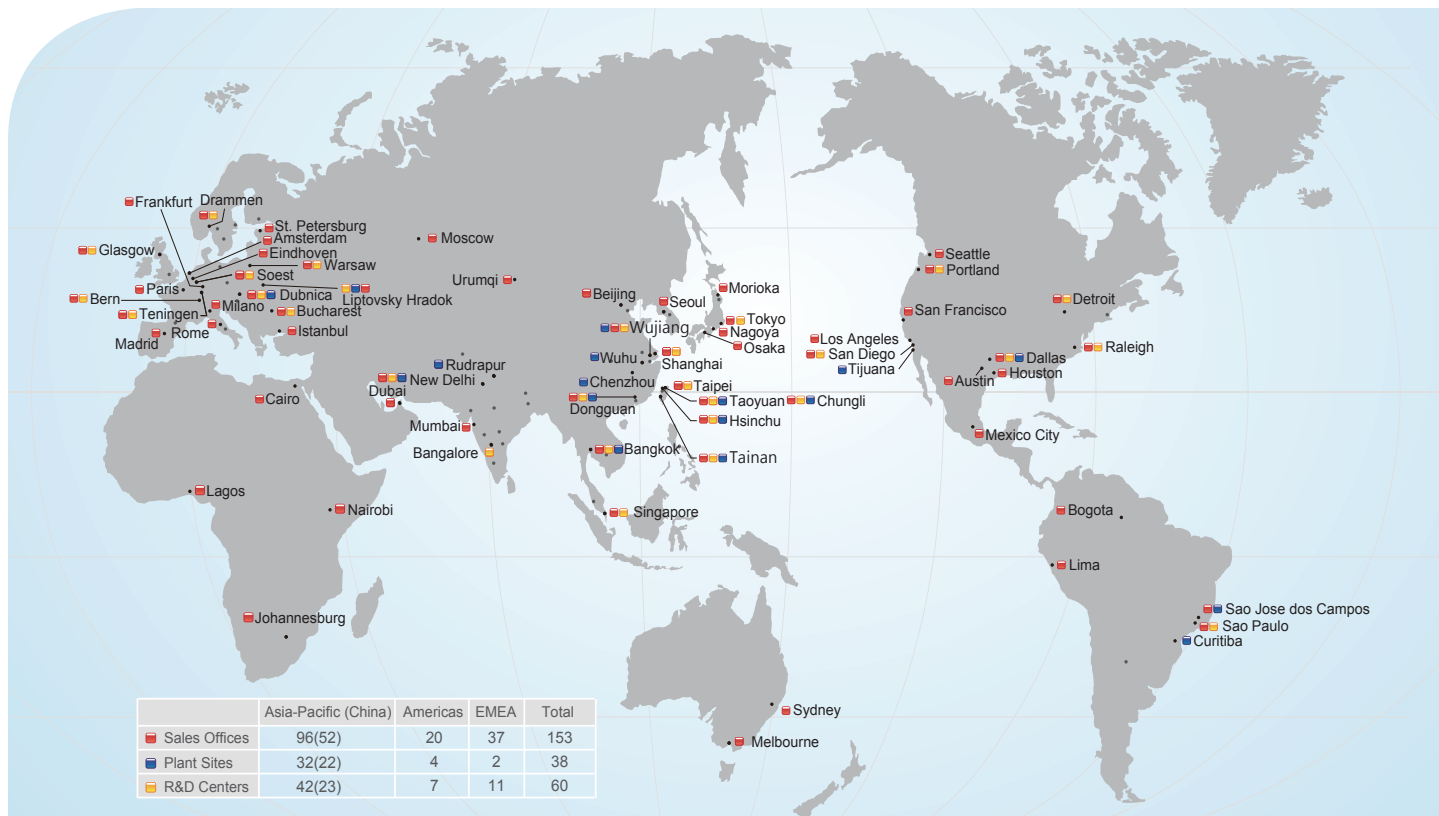 Frankfurt
Drammen
St. Petersburg
Amsterdam
Glasgow
Eindhoven
Moscow
Warsaw
Soest
Urumqi
Paris
Dubnica
Liptovsky Hradok
Bern
Milano
Bucharest
Teningen
Rome
Istanbul
Madrid
Seattle
Portland
Morioka
Beijing
Seoul
Detroit
San Francisco
Tokyo
Wujiang
Nagoya
Osaka
Los Angeles
Raleigh
San Diego
Wuhu
Shanghai
Dallas
Rudrapur
Tijuana
Houston
New Delhi
Chenzhou
Austin
Taipei
Dubai
Cairo
Taoyuan
Chungli
Dongguan
Hsinchu
Mumbai
Mexico City
Bangalore
Bangkok
Tainan
Lagos
Nairobi
Singapore
Bogota
Lima
Sao Jose dos Campos
Johannesburg
Sao Paulo
Curitiba
Sydney
Melbourne
Asia-Pacific (China) Americas EMEA Total
Sales Offices 96(52) 20 37 153
Plant Sites 32(22) 4 2 38
R&D Centers 42(23) 7 11 60